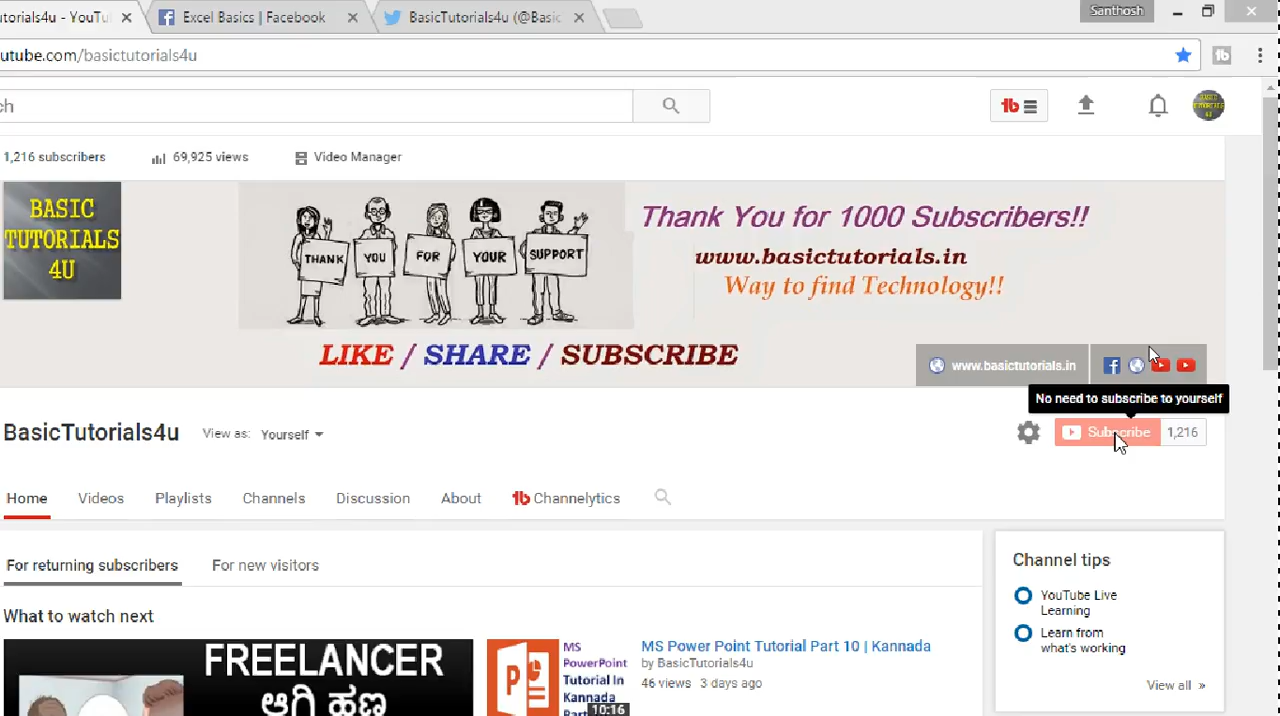 torials4u - YouTu
Excel Basics | Facebook
BasicTutorials4u (@Basic
Santhosh
utube.com/basictutorials4u
ch
1,216 subscribers
69,925 views
Video Manager
BASIC
TUTORIALS
4U
THANK
YOU
FOR
YOUR
SUPPORT
Thank You for 1000 Subscribers!!
www.basictutorials.in
Way to find Technology!!
LIKE / SHARE / SUBSCRIBE
www.basictutorials.in
No need to subscribe to yourself
BasicTutorials4u
View as: Yourself
Subscribe 1,216
Home
Videos
Playlists
Channels
Discussion
About
Channelytics
For returning subscribers
For new visitors
What to watch next
FREELANCER
ಆಗಿ ಹಣ
MS
PowerPoint
Tutorial In
Kannada
Part
10:16
MS Power Point Tutorial Part 10 | Kannada
by BasicTutorials4u
46 views 3 days ago
Channel tips
YouTube Live
Learning
Learn from
what's working
View all »